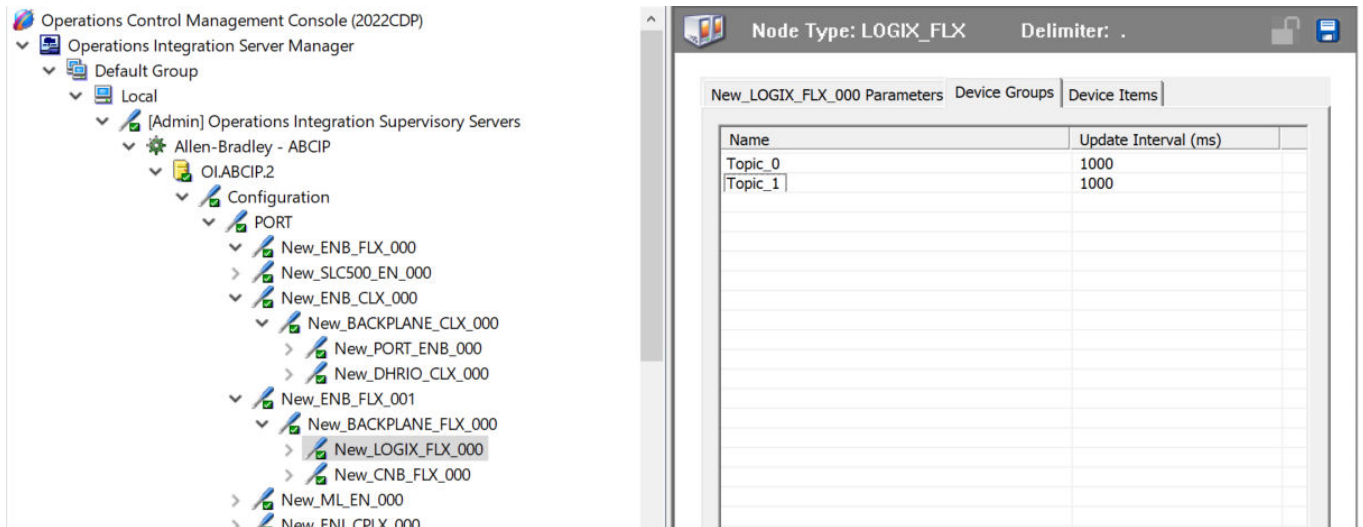 Operations Control Management Console (2022CDP)
Operations Integration Server Manager
Default Group
Local
[Admin] Operations Integration Supervisory Servers
Allen-Bradley - ABCIP
OI.ABCIP.2
Configuration
PORT
New_ENB_FLX_000
New_SLC500_EN_000
New_ENB_CLX_000
New_BACKPLANE_CLX_000
New_PORT_ENB_000
New_DHRIO_CLX_000
New_ENB_FLX_001
New_BACKPLANE_FLX_000
New_LOGIX_FLX_000
New_CNB_FLX_000
New_ML_EN_000
New_ENI_CPLX_000
Node Type: LOGIX_FLX Delimiter: .
New_LOGIX_FLX_000 Parameters Device Groups Device Items
Name Update Interval (ms)
Topic_0 1000
Topic_1 1000